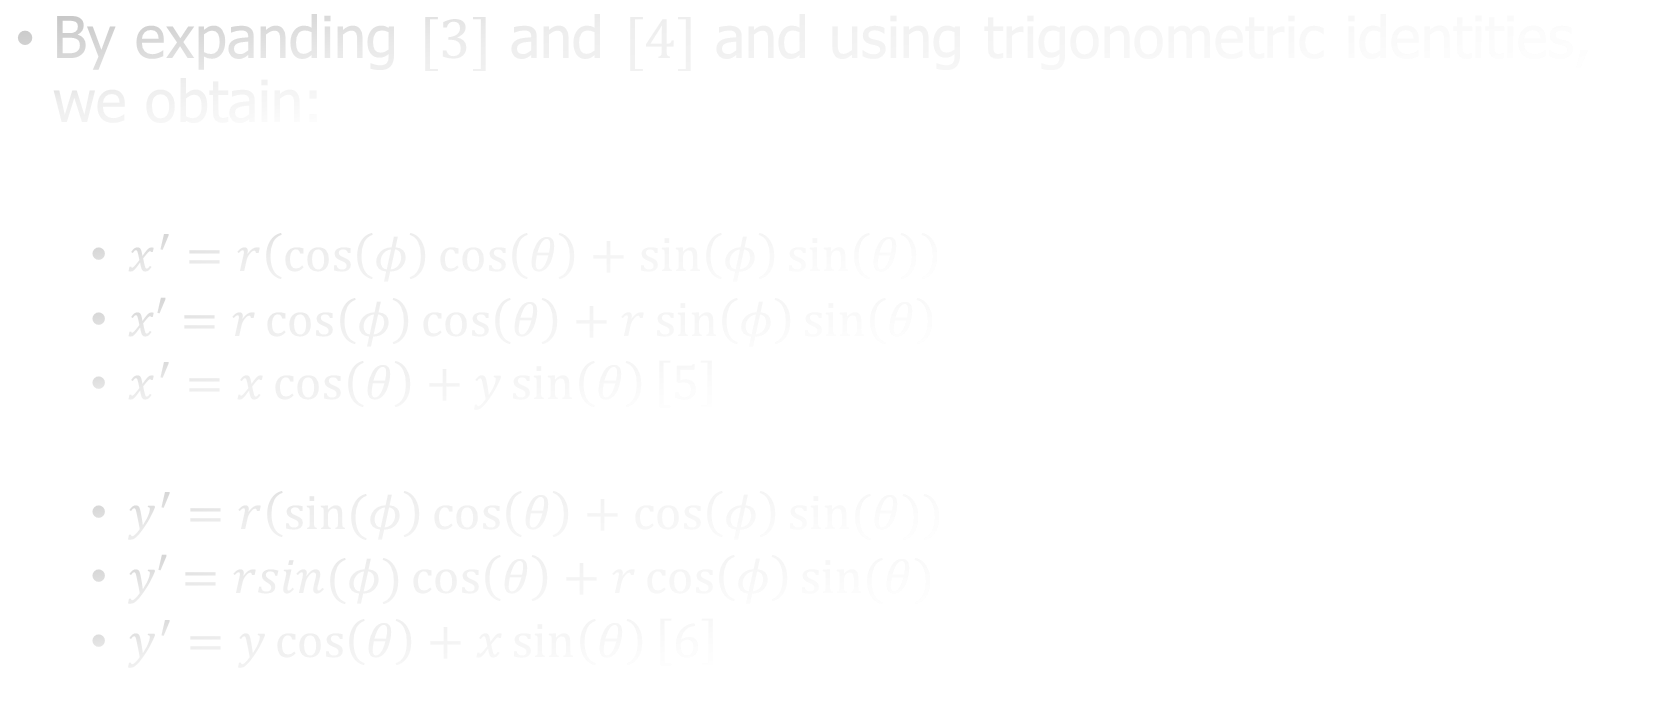 • By expanding [3] and [4] and using trigonometric identities,
we obtain:
• x′ = r(cos(ϕ) cos(θ) + sin(ϕ) sin(θ))
• x′ = r cos(ϕ) cos(θ) + r sin(ϕ) sin(θ)
• x′ = x cos(θ) + y sin(θ) [5]
• y′ = r(sin(ϕ) cos(θ) + cos(ϕ) sin(θ))
• y′ = rsin(ϕ) cos(θ) + r cos(ϕ) sin(θ)
• y′ = y cos(θ) + x sin(θ) [6]